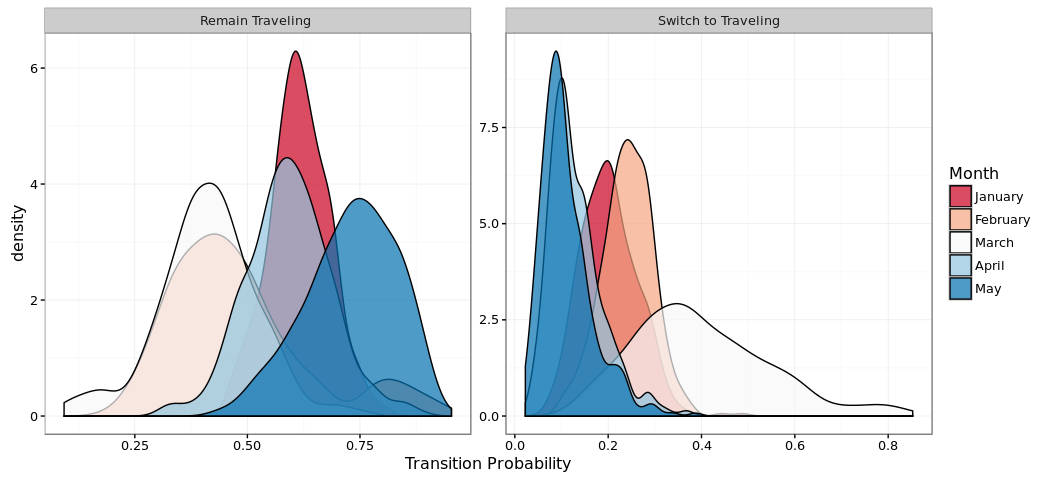 Remain Traveling
Switch to Traveling
density
6
4
2
0
7.5
5.0
2.5
0.0
0.25
0.50
0.75
0.0
0.2
0.4
0.6
0.8
Transition Probability
Month
January
February
March
April
May